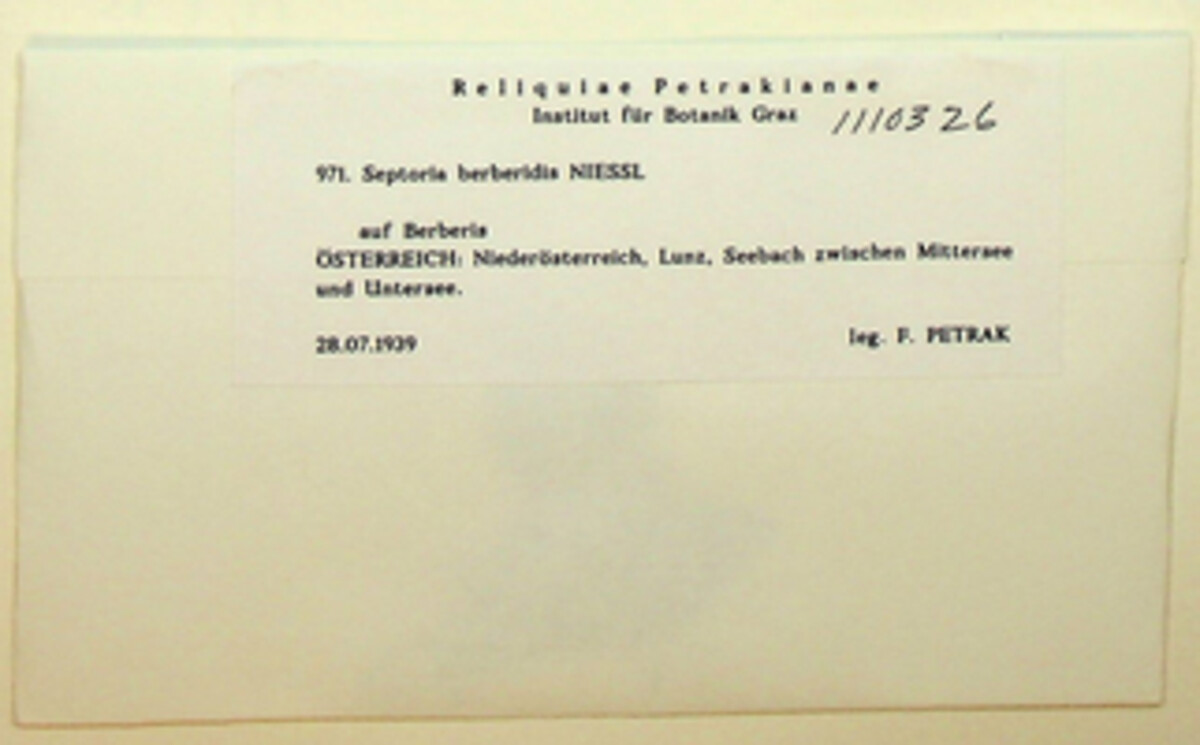 Reliquiae Petrakianae
Institut für Botanik Graz 1110326
971. Septoria berberidis NIESSL
auf Berberis
ÖSTERREICH: Niederösterreich, Lunz, Seebach zwischen Mittersee
und Untersee.
28.07.1939 leg. F. PETRAK